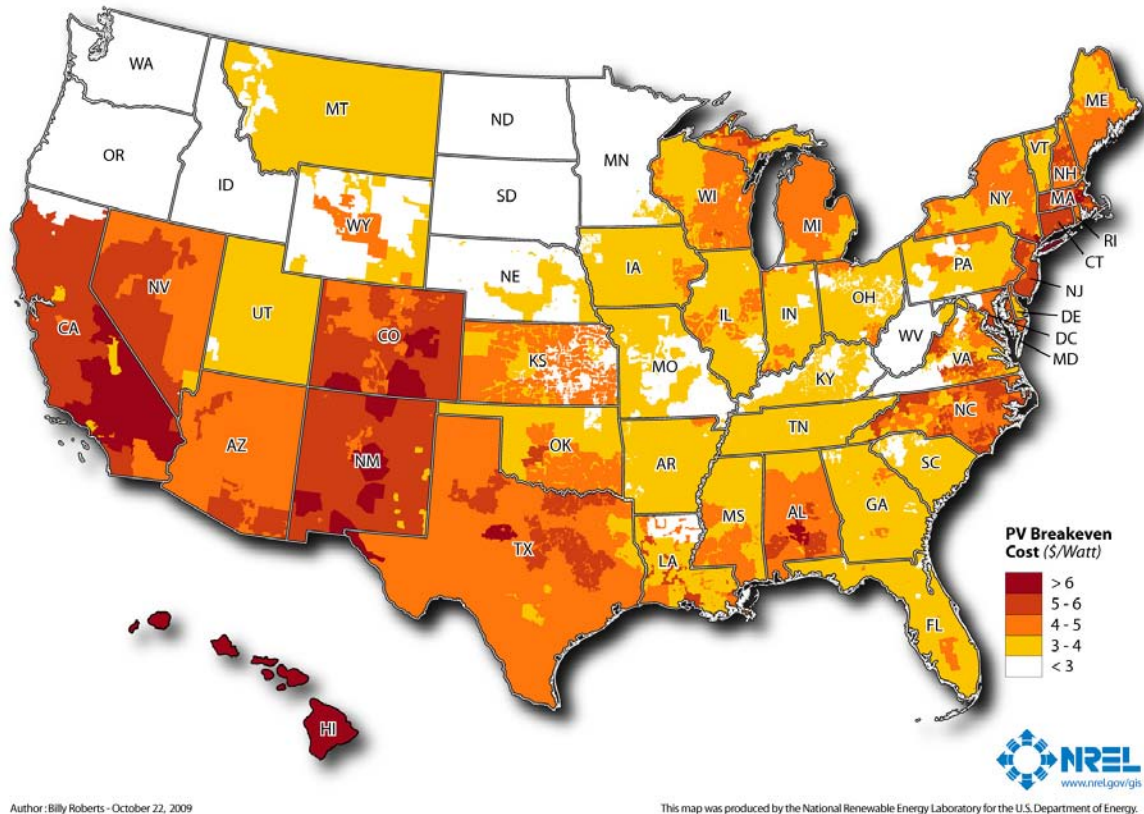 WA
MT
ND
MN
ME
OR
ID
SD
WI
VT
NH
NY
MA
MI
WY
RI
CT
IA
PA
NE
NJ
NV
OH
UT
IL
IN
DE
CA
CO
WV
DC
KS
MO
VA
MD
KY
NC
TN
AZ
OK
NM
AR
SC
MS
AL
GA
TX
LA
FL
HI
PV Breakeven
Cost ($/Watt)
> 6
5 - 6
4 - 5
3 - 4
< 3
NREL
www.nrel.gov/gis
Author : Billy Roberts - October 22, 2009
This map was produced by the National Renewable Energy Laboratory for the U.S. Department of Energy.